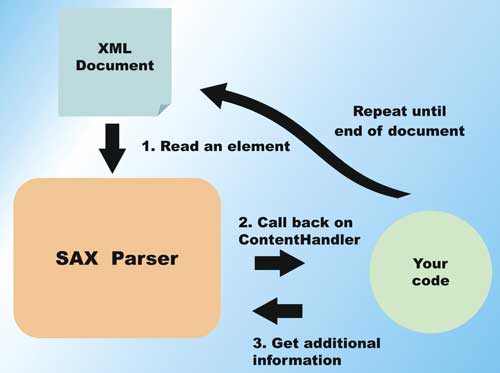 XML
Document
Repeat until
end of document
1. Read an element
2. Call back on
ContentHandler
SAX Parser
Your
code
3. Get additional
information